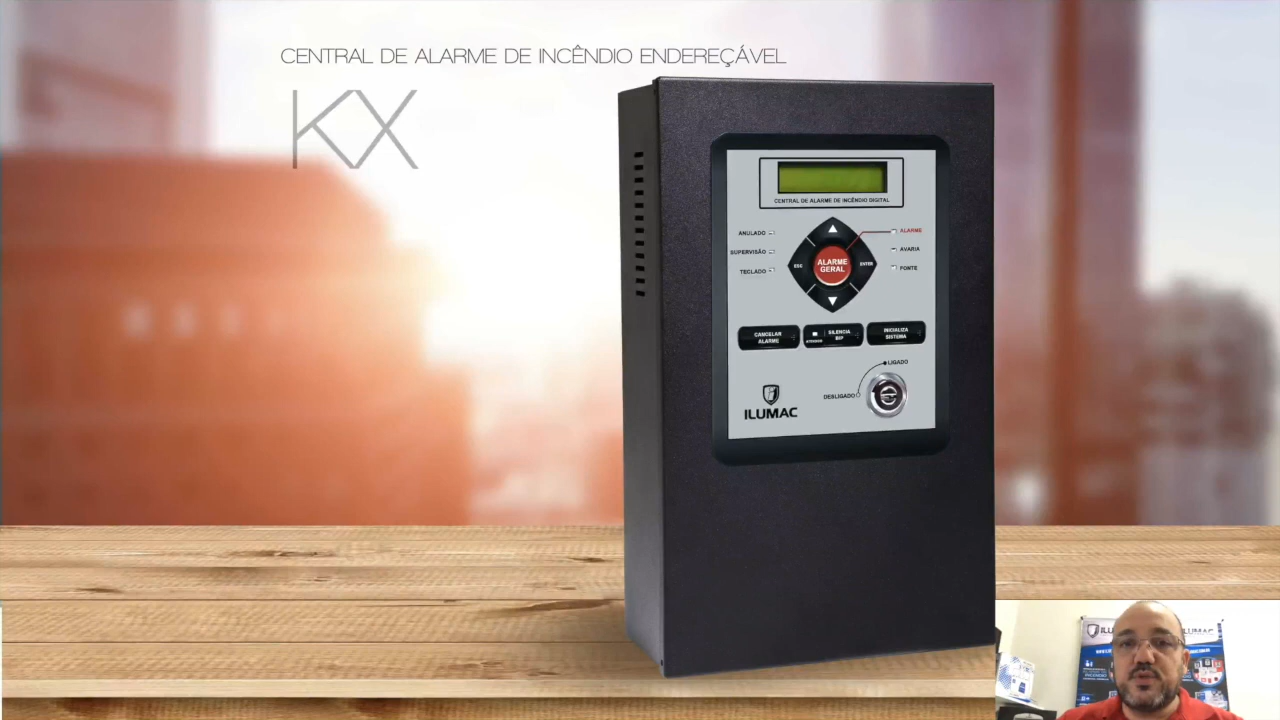 CENTRAL DE ALARME DE INCÊNDIO ENDEREÇÁVEL
KX
CENTRAL DE ALARME DE INCÊNDIO DIGITAL
ANULADO
SUPERVISÃO
TECLADO
ESC
ALARME
GERAL
ENTER
ALARME
AVARIA
FONTE
CANCELAR
ALARME
SILENCIA
BIP
INICIALIZA
SISTEMA
LIGADO
DESLIGADO
ILUMAC